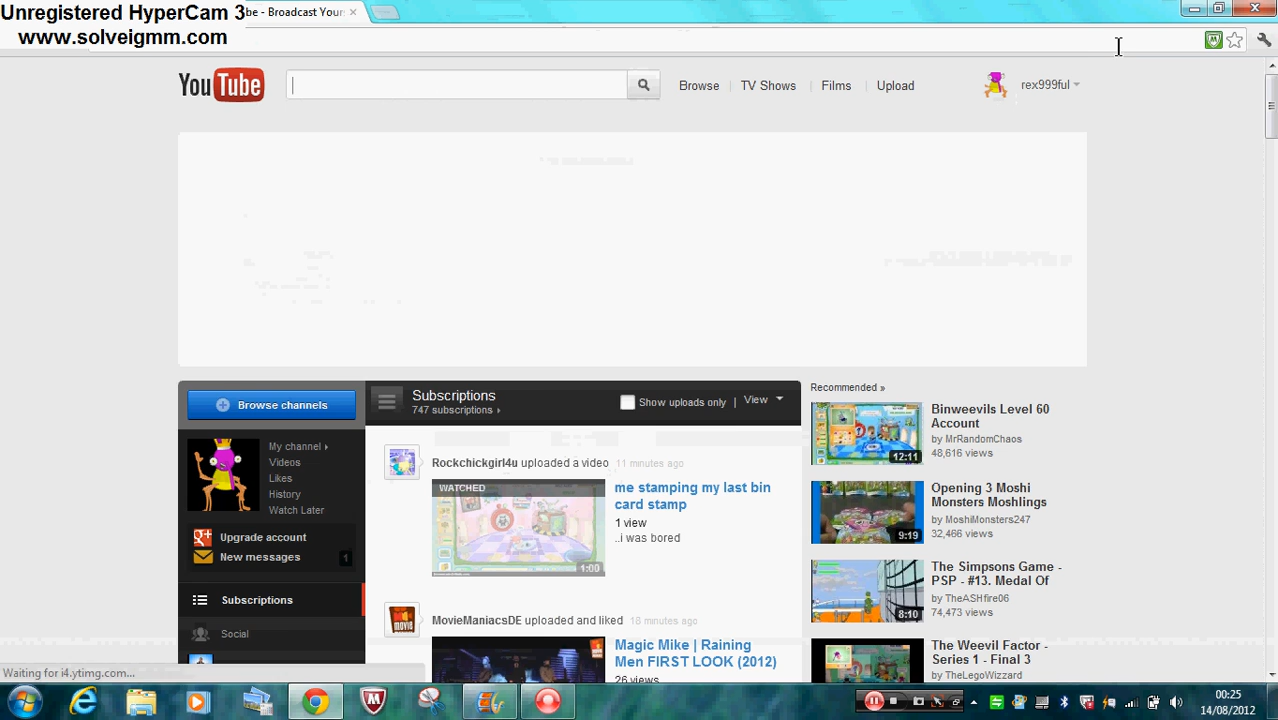 Unregistered HyperCam 3
www.solveigmm.com
be - Broadcast Your
YouTube
Browse
TV Shows
Films
Upload
rex999ful
Browse channels
Subscriptions
747 subscriptions
Show uploads only
View
My channel
Videos
Likes
History
Watch Later
Upgrade account
New messages
1
Subscriptions
Social
Rockchickgirl4u uploaded a video 11 minutes ago
WATCHED
1:00
me stamping my last bin
card stamp
1 view
..i was bored
MovieManiacsDE uploaded and liked 18 minutes ago
MOVIE
Magic Mike | Raining
Men FIRST LOOK (2012)
26 views
Recommended »
12:11
Binweevils Level 60
Account
by MrRandomChaos
48,616 views
9:19
Opening 3 Moshi
Monsters Moshlings
by MoshiMonsters247
32,466 views
8:10
The Simpsons Game -
PSP - #13. Medal Of
by TheASHfire06
74,473 views
The Weevil Factor -
Series 1 - Final 3
by TheLegoWizzard
Waiting for i4.ytimg.com...
00:25
14/08/2012